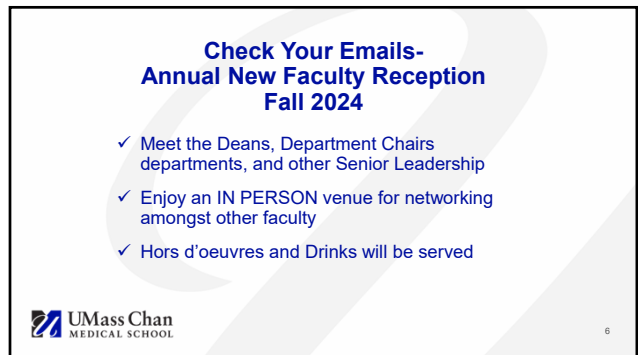 Check Your Emails-
Annual New Faculty Reception
Fall 2024
✓ Meet the Deans, Department Chairs
departments, and other Senior Leadership
✓ Enjoy an IN PERSON venue for networking
amongst other faculty
✓ Hors d'oeuvres and Drinks will be served
UMass Chan
MEDICAL SCHOOL
6